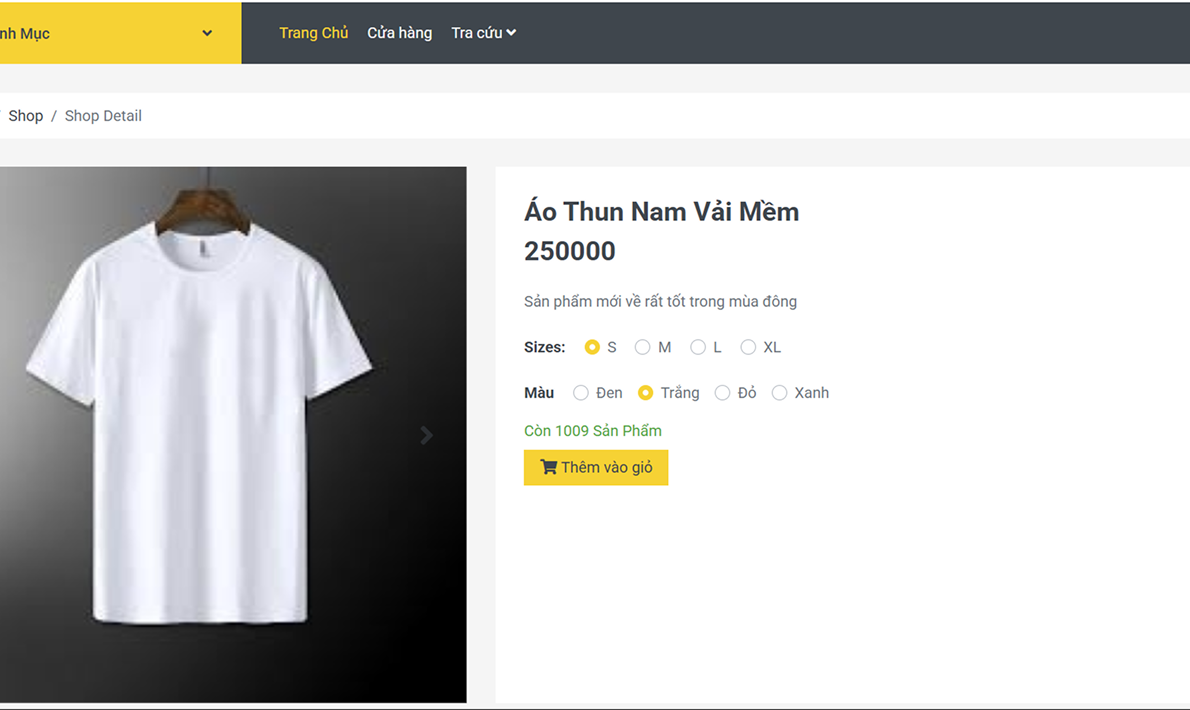 nh Mục
Trang Chủ Cửa hàng Tra cứu
/ Shop / Shop Detail
Áo Thun Nam Vải Mềm
250000
Sản phẩm mới về rất tốt trong mùa đông
Sizes: S M L XL
Màu Đen Trắng Đỏ Xanh
Còn 1009 Sản Phẩm
Thêm vào giỏ